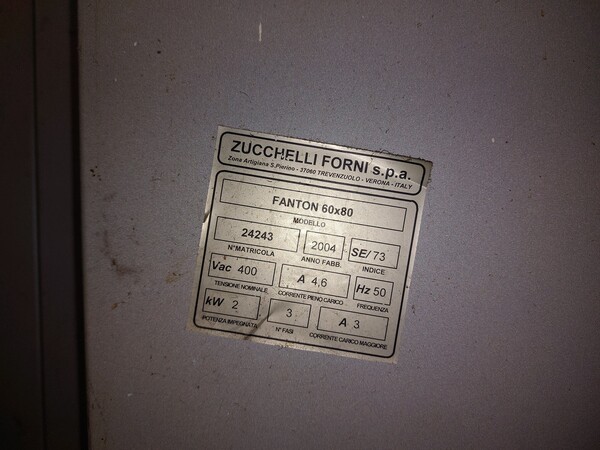 ZUCCHELLI FORNI s.p.a.
Zona Artigiana S.Pierino - 37060 TREVENZUOLO - VERONA - ITALY
FANTON 60x80
MODELLO
24243 2004 SE/ 73
N°MATRICOLA ANNO FABB. INDICE
Vac 400 A 4,6 Hz 50
TENSIONE NOMINALE CORRENTE PIENO CARICO FREQUENZA
kW 2 3 A 3
POTENZA IMPEGNATA N° FASI CORRENTE CARICO MAGGIORE